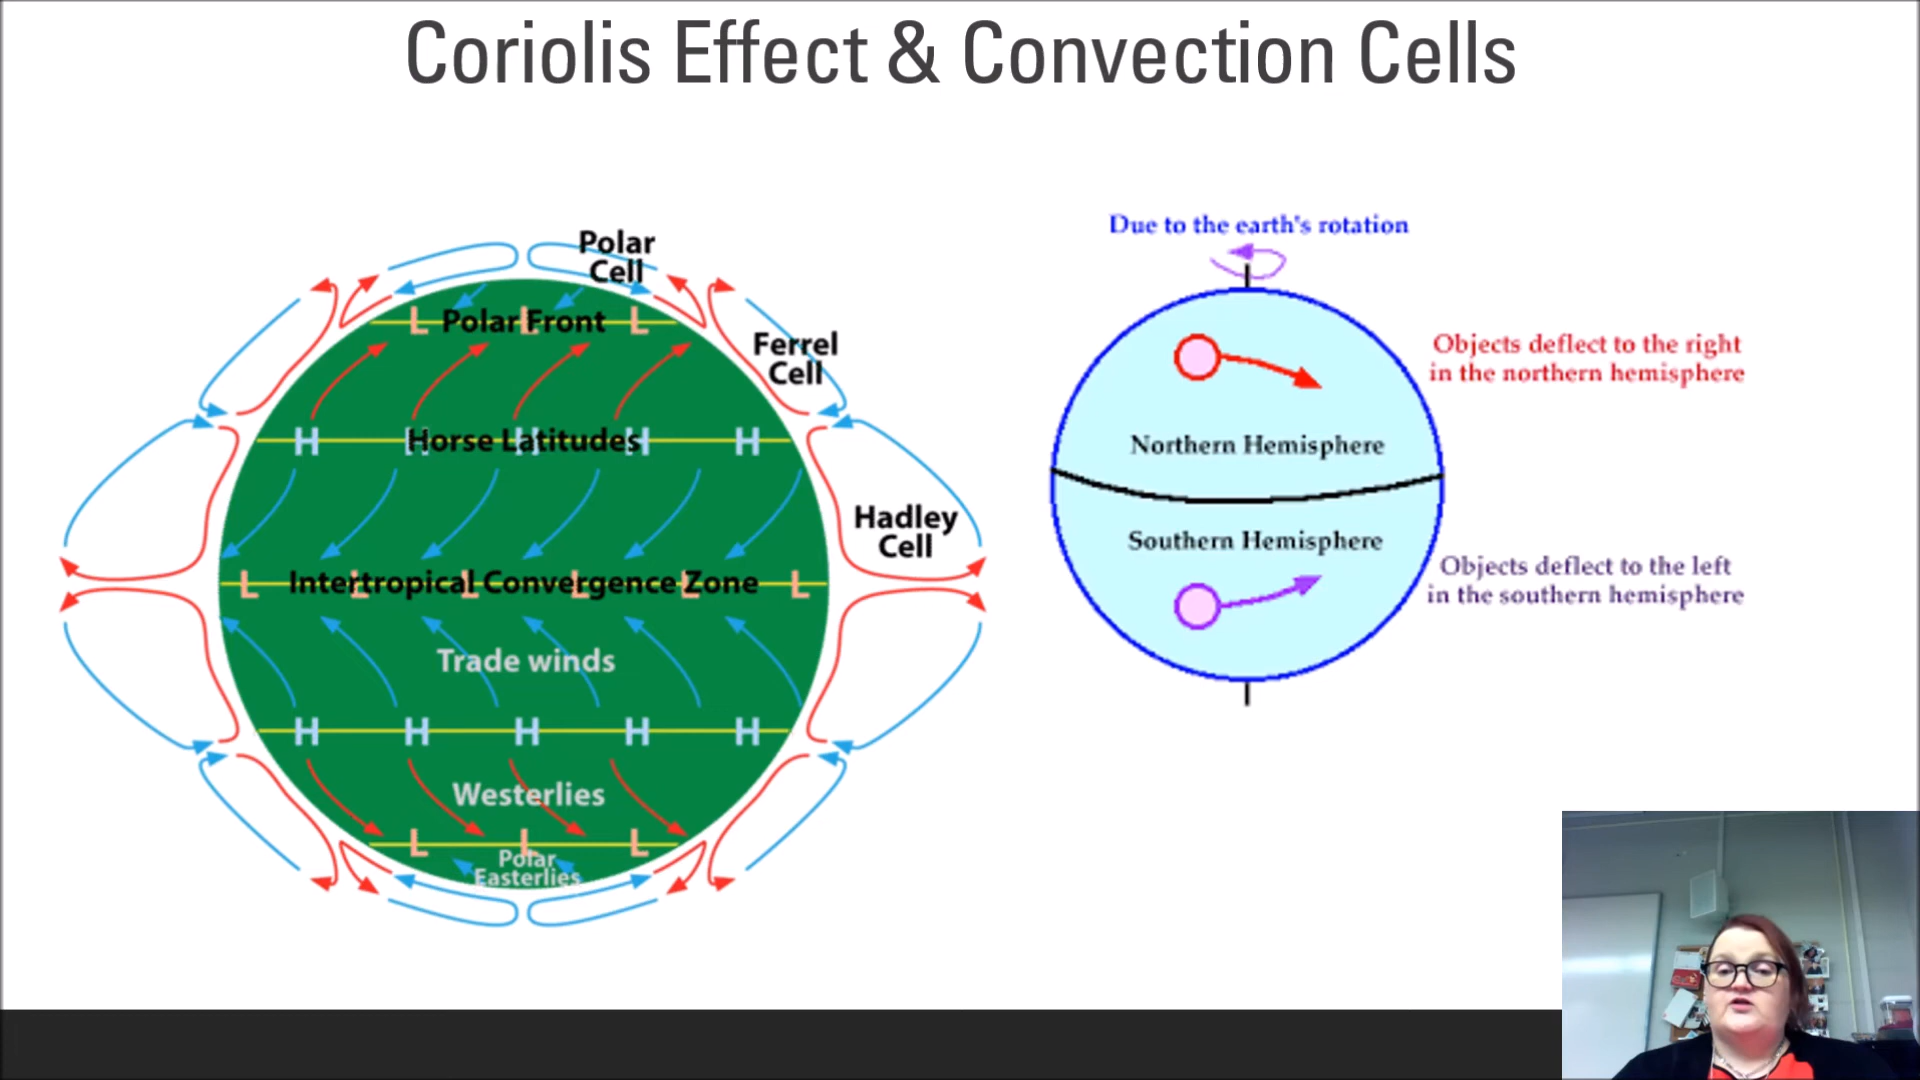 Coriolis Effect & Convection Cells
Polar
Cell
L Polar Front L L
Ferrel
Cell
H H Horse Latitudes H H H
Hadley
Cell
L L Intertropical Convergence Zone L L L L
Trade winds
H H H H H
Westerlies
L L L
Polar
Easterlies
Due to the earth's rotation
Objects deflect to the right
in the northern hemisphere
Northern Hemisphere
Southern Hemisphere
Objects deflect to the left
in the southern hemisphere